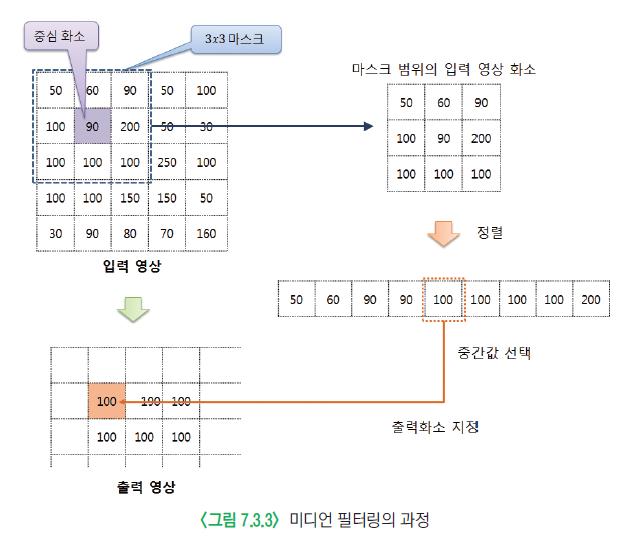 중심 화소
3x3 마스크
마스크 범위의 입력 영상 화소
50 60 90 50 100
100 90 200 50 30
100 100 100 250 100
100 100 150 150 50
30 90 80 70 160
입력 영상
50 60 90
100 90 200
100 100 100
정렬
50 60 90 90 100 100 100 100 200
중간값 선택
출력화소 지정
100 190 100
100 100 100
출력 영상
〈그림 7.3.3〉 미디언 필터링의 과정